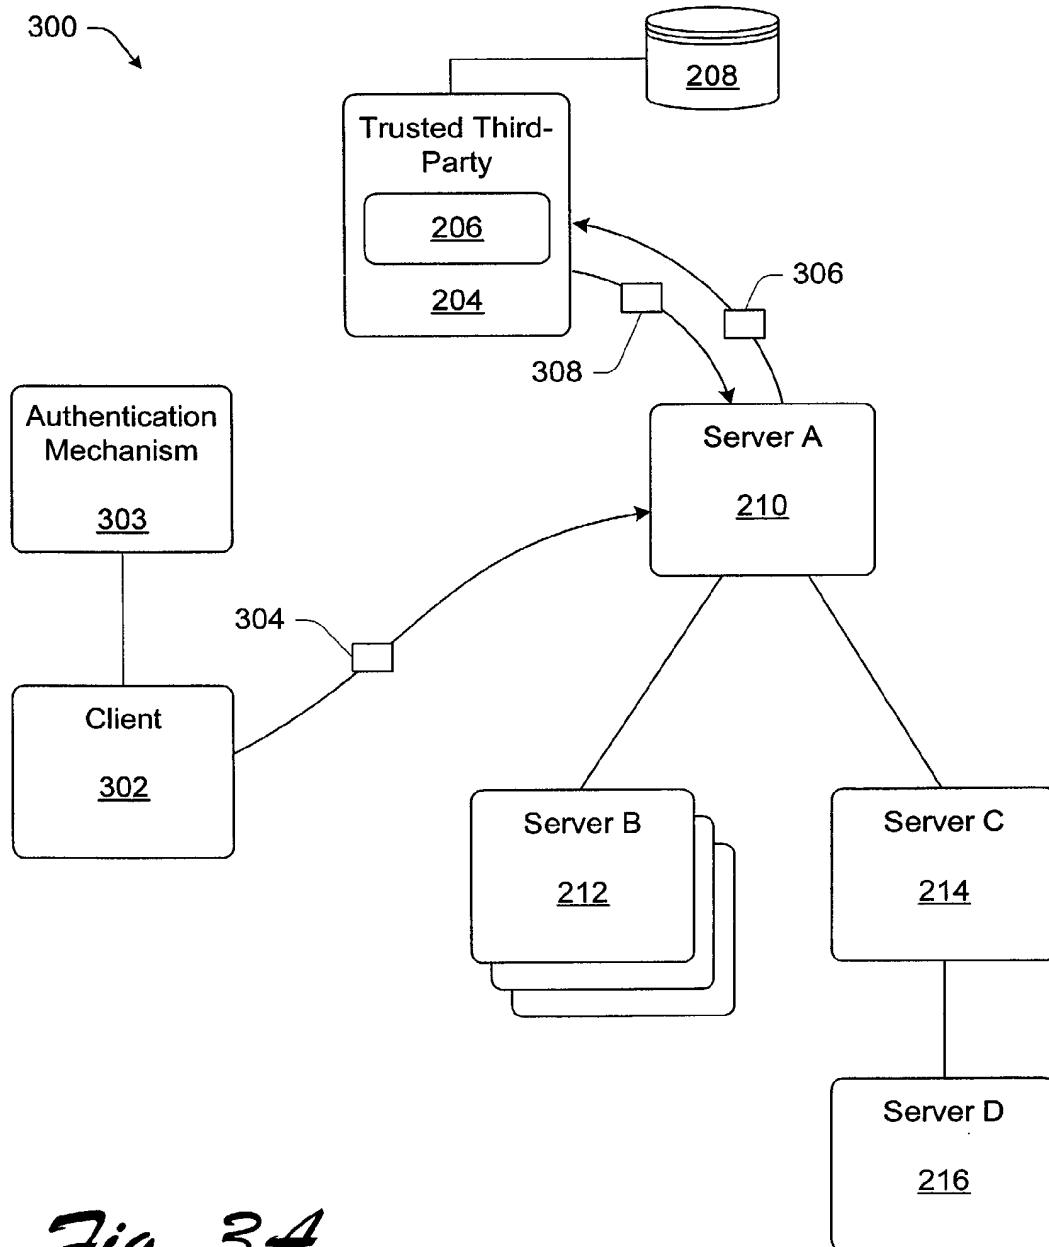 300
208
Trusted Third-
Party
206
204
306
308
Authentication
Mechanism
303
Server A
210
304
Client
302
Server B
212
Server C
214
Server D
216
Fig. 3A